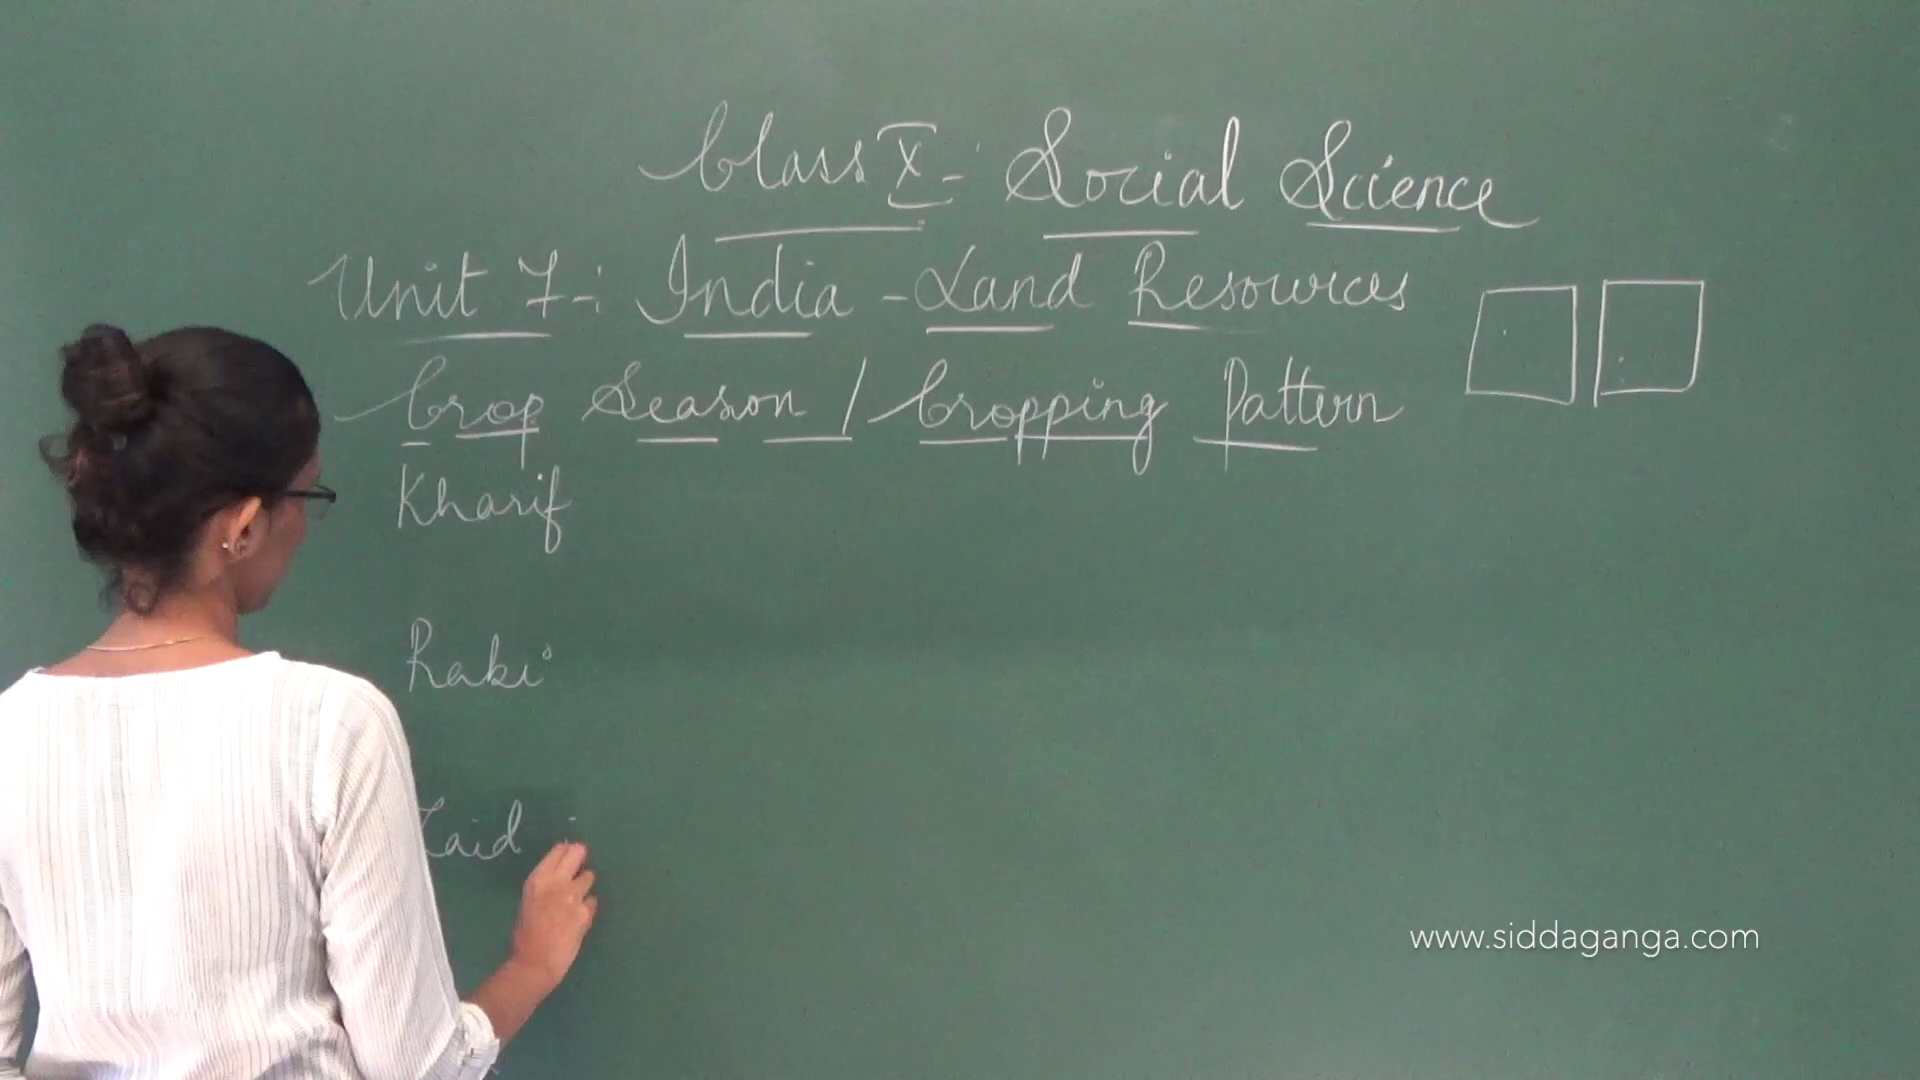 Class X-: Social Science
Unit 7-: India - Land Resources
Crop Season / Cropping Pattern
Kharif
Rabi
Zaid
www.siddaganga.com